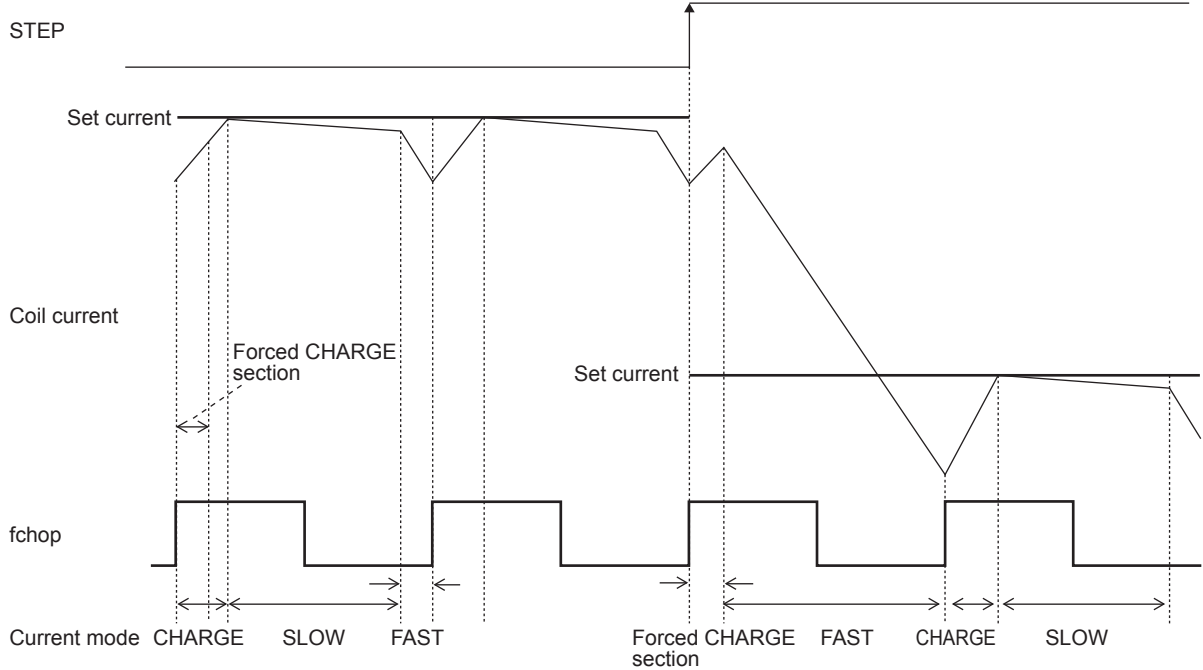 STEP
Set current
Coil current
Forced CHARGE
section
Set current
fchop
Current mode CHARGE SLOW FAST Forced CHARGE FAST CHARGE SLOW
section